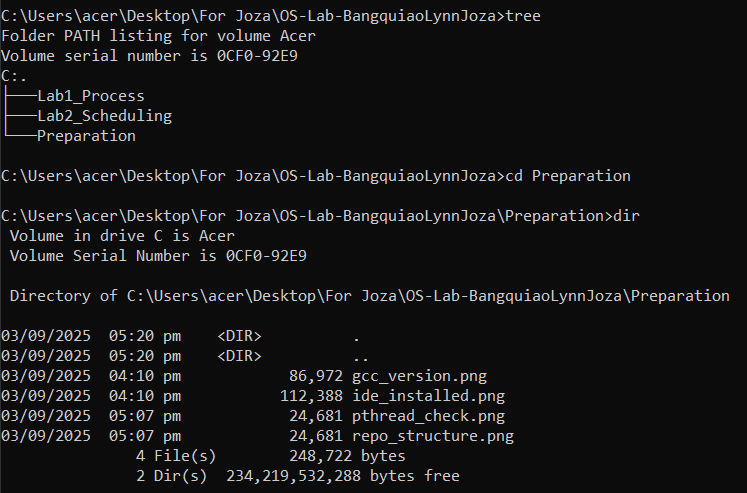 C:\Users\acer\Desktop\For Joza\OS-Lab-BangquiaoLynnJoza>tree
Folder PATH listing for volume Acer
Volume serial number is 0CF0-92E9
C:.
├───Lab1_Process
├───Lab2_Scheduling
└───Preparation

C:\Users\acer\Desktop\For Joza\OS-Lab-BangquiaoLynnJoza>cd Preparation

C:\Users\acer\Desktop\For Joza\OS-Lab-BangquiaoLynnJoza\Preparation>dir
 Volume in drive C is Acer
 Volume Serial Number is 0CF0-92E9

 Directory of C:\Users\acer\Desktop\For Joza\OS-Lab-BangquiaoLynnJoza\Preparation

03/09/2025  05:20 pm    <DIR>          .
03/09/2025  05:20 pm    <DIR>          ..
03/09/2025  04:10 pm            86,972 gcc_version.png
03/09/2025  04:10 pm           112,388 ide_installed.png
03/09/2025  05:07 pm            24,681 pthread_check.png
03/09/2025  05:07 pm            24,681 repo_structure.png
               4 File(s)        248,722 bytes
               2 Dir(s)  234,219,532,288 bytes free